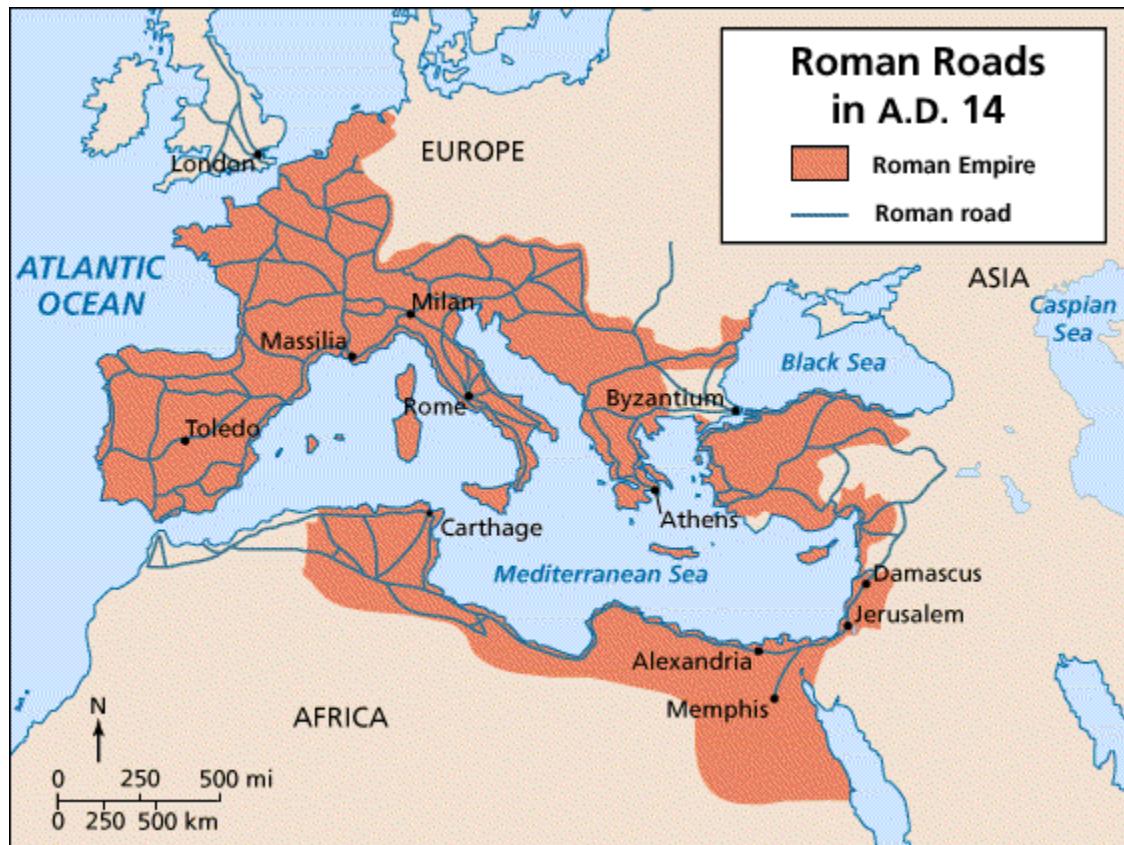 Roman Roads
in A.D. 14
Roman Empire
Roman road
EUROPE
London
ATLANTIC
OCEAN
ASIA
Caspian
Sea
Milan
Massilia
Black Sea
Byzantium
Rome
Toledo
Athens
Carthage
Mediterranean Sea
Damascus
Jerusalem
Alexandria
Memphis
AFRICA
N
0 250 500 mi
0 250 500 km